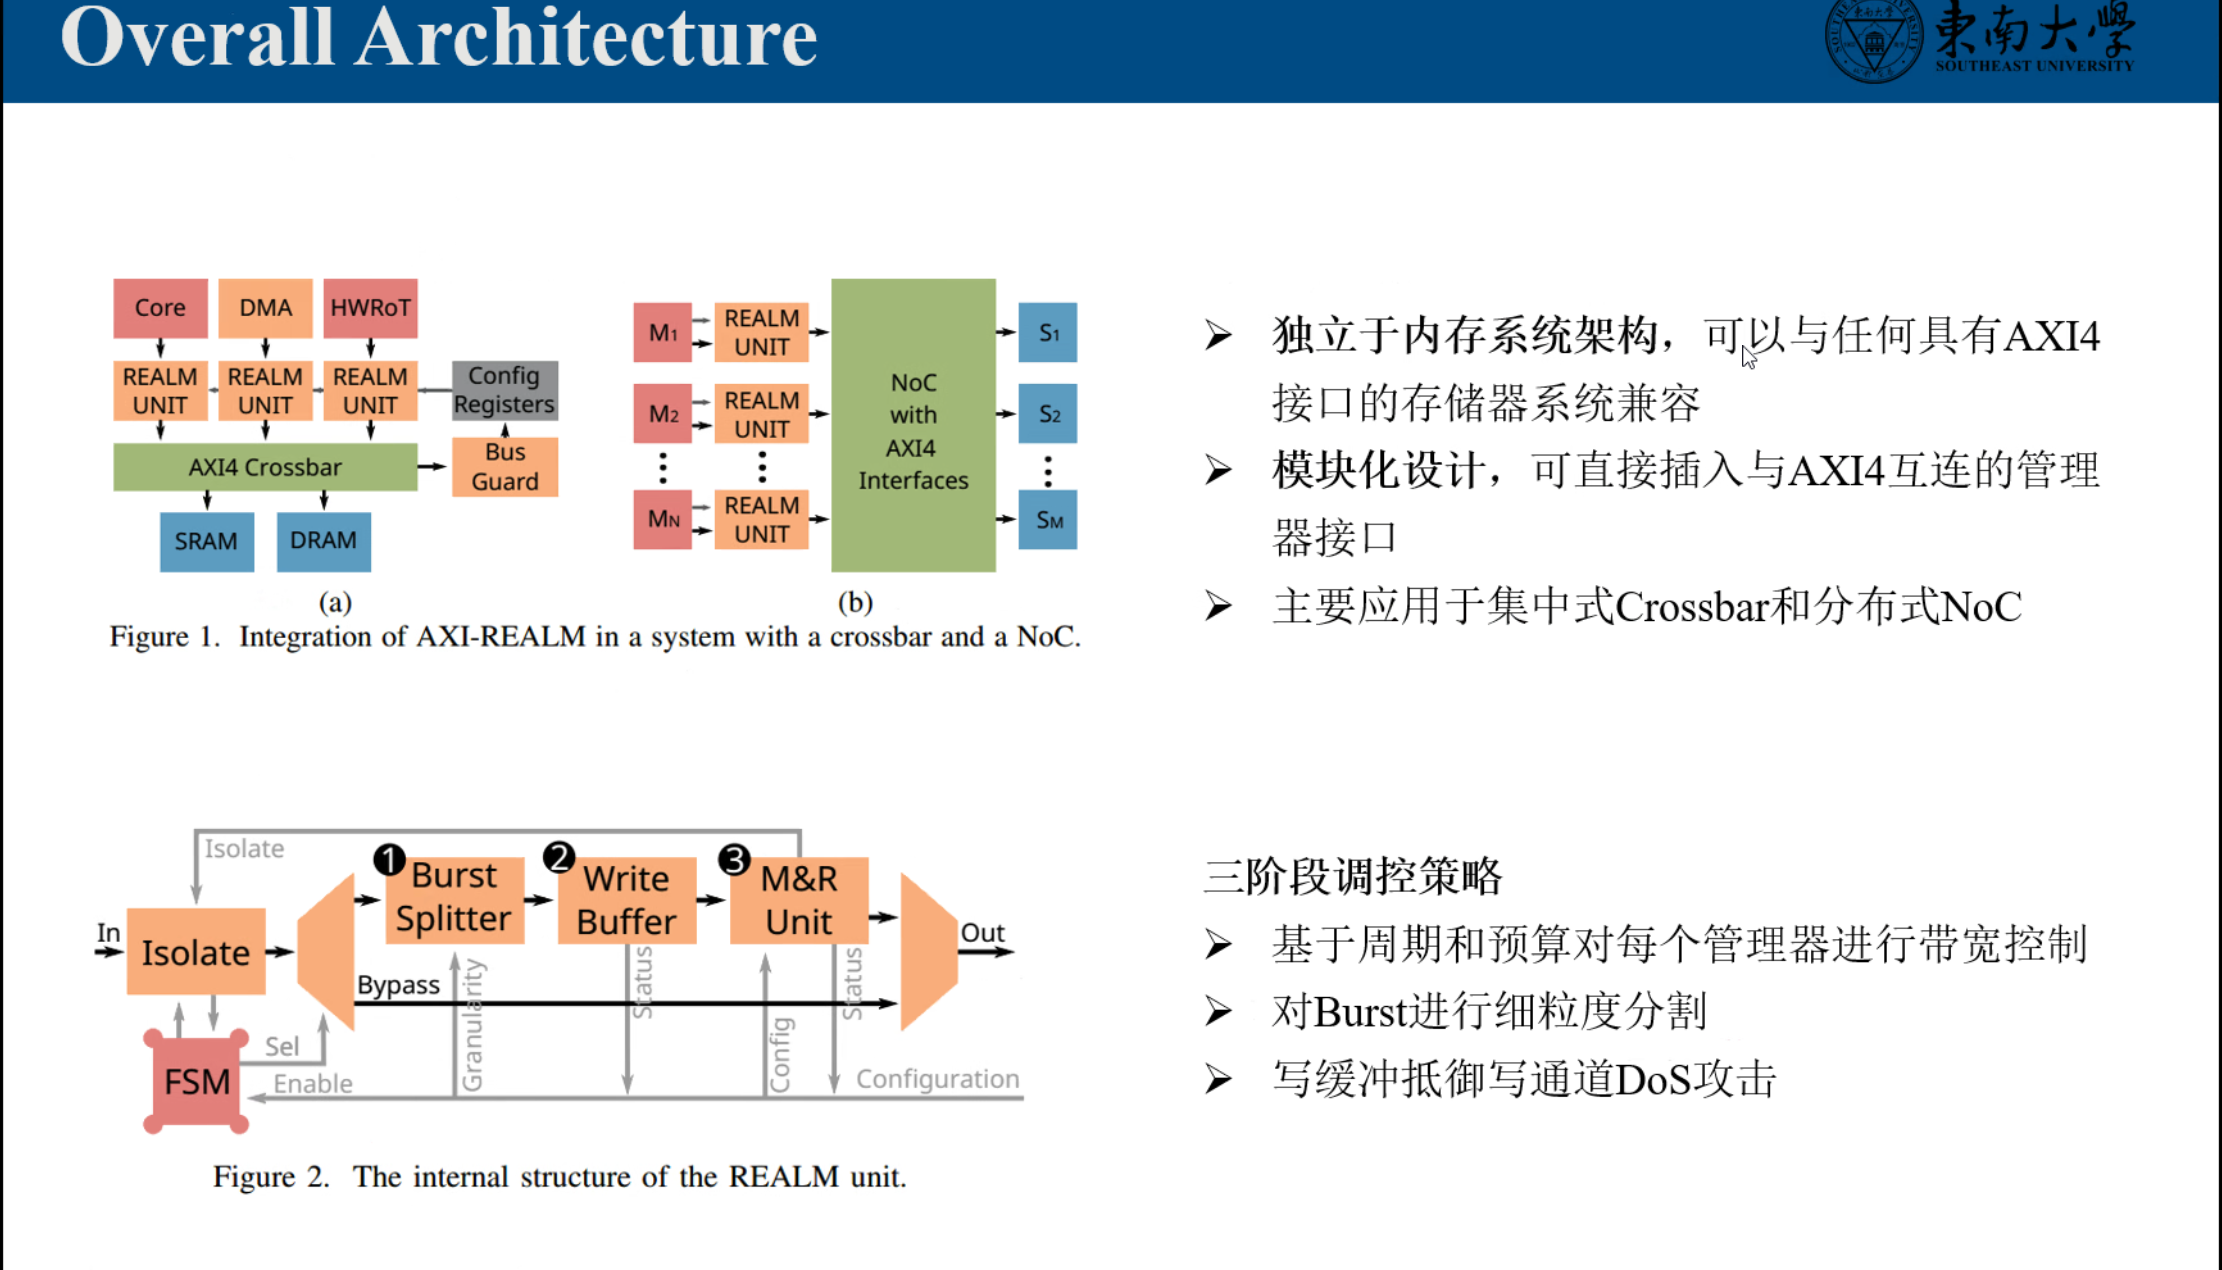 Overall Architecture
東南大學
SOUTHEAST UNIVERSITY
Core
DMA
HWRoT
REALM UNIT
REALM UNIT
REALM UNIT
Config Registers
AXI4 Crossbar
Bus Guard
SRAM
DRAM
(a)
M1
REALM UNIT
M2
REALM UNIT
MN
REALM UNIT
NoC
with
AXI4
Interfaces
S1
S2
SM
(b)
Figure 1. Integration of AXI-REALM in a system with a crossbar and a NoC.
独立于内存系统架构，可以与任何具有AXI4
接口的存储器系统兼容
模块化设计，可直接插入与AXI4互连的管理
器接口
主要应用于集中式Crossbar和分布式NoC
Isolate
In
Isolate
1
Burst Splitter
2
Write Buffer
3
M&R Unit
Out
Bypass
Granularity
Status
Config
Status
FSM
Sel
Enable
Configuration
Figure 2. The internal structure of the REALM unit.
三阶段调控策略
基于周期和预算对每个管理器进行带宽控制
对Burst进行细粒度分割
写缓冲抵御写通道DoS攻击